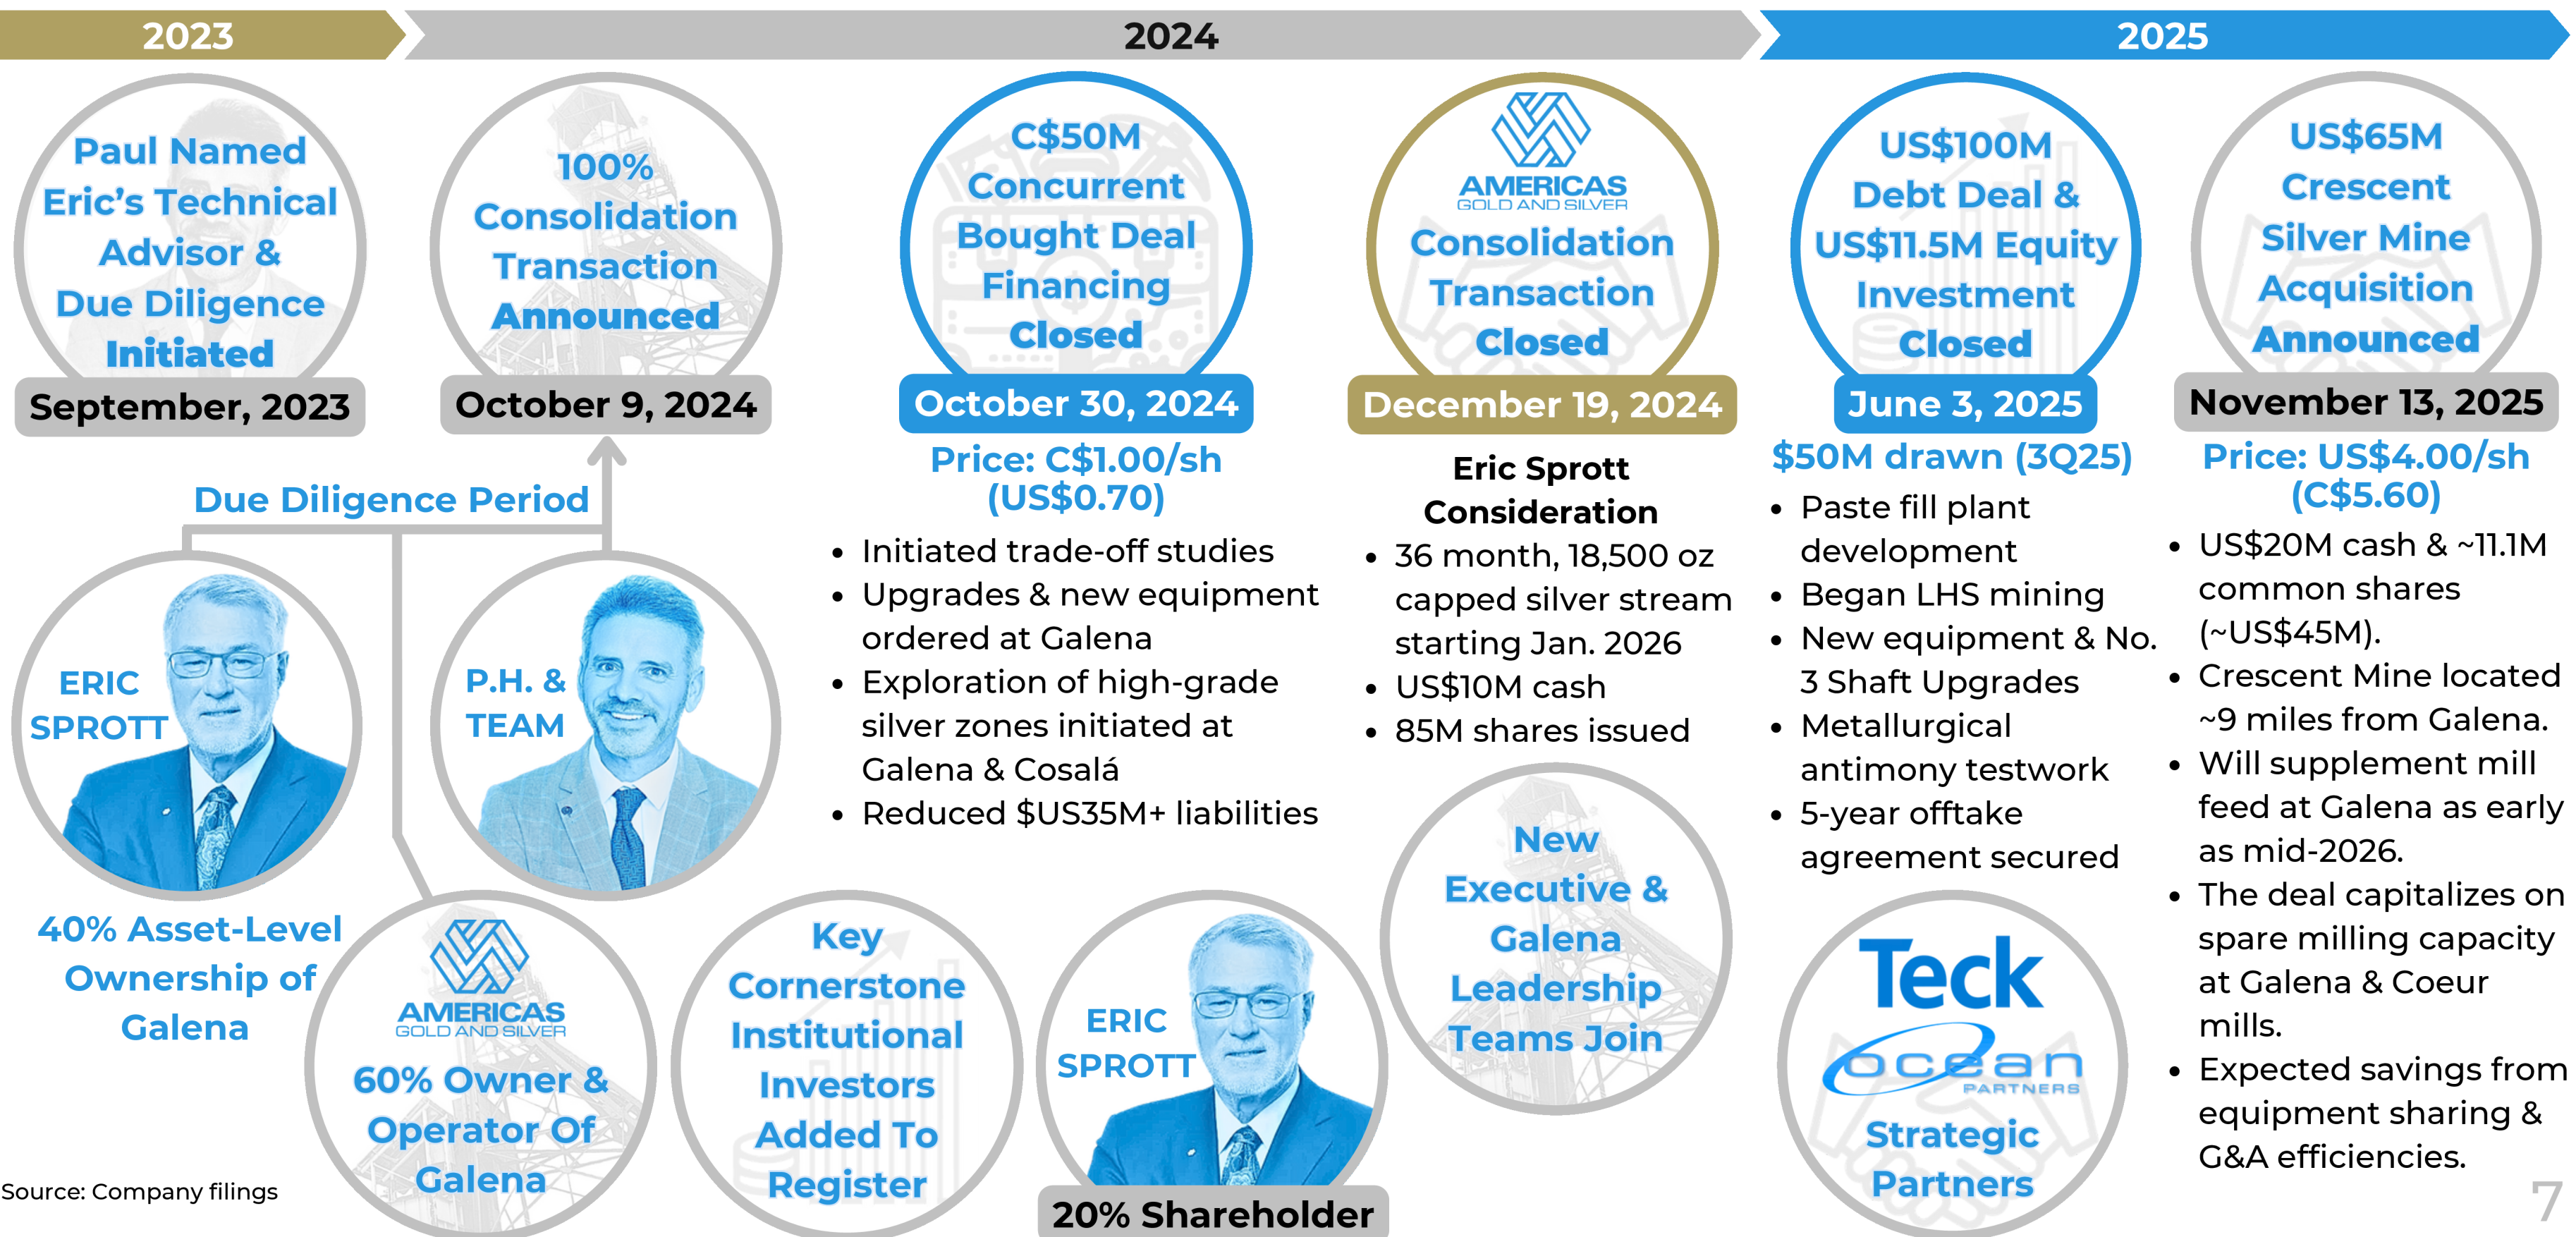 2023
2024
2025
Paul Named
Eric’s Technical
Advisor &
Due Diligence
Initiated
September, 2023
100%
Consolidation
Transaction
Announced
October 9, 2024
C$50M
Concurrent
Bought Deal
Financing
Closed
October 30, 2024
AMERICAS
GOLD AND SILVER
Consolidation
Transaction
Closed
December 19, 2024
US$100M
Debt Deal &
US$11.5M Equity
Investment
Closed
June 3, 2025
US$65M
Crescent
Silver Mine
Acquisition
Announced
November 13, 2025
Due Diligence Period
ERIC
SPROTT
40% Asset-Level
Ownership of
Galena
P.H. &
TEAM
AMERICAS
GOLD AND SILVER
60% Owner &
Operator Of
Galena
Price: C$1.00/sh
(US$0.70)
• Initiated trade-off studies
• Upgrades & new equipment
ordered at Galena
• Exploration of high-grade
silver zones initiated at
Galena & Cosalá
• Reduced $US35M+ liabilities
Key
Cornerstone
Institutional
Investors
Added To
Register
ERIC
SPROTT
20% Shareholder
Eric Sprott
Consideration
• 36 month, 18,500 oz
capped silver stream
starting Jan. 2026
• US$10M cash
• 85M shares issued
New
Executive &
Galena
Leadership
Teams Join
$50M drawn (3Q25)
• Paste fill plant
development
• Began LHS mining
• New equipment & No.
3 Shaft Upgrades
• Metallurgical
antimony testwork
• 5-year offtake
agreement secured
Teck
ocean
PARTNERS
Strategic
Partners
Price: US$4.00/sh
(C$5.60)
• US$20M cash & ~11.1M
common shares
(~US$45M).
• Crescent Mine located
~9 miles from Galena.
• Will supplement mill
feed at Galena as early
as mid-2026.
• The deal capitalizes on
spare milling capacity
at Galena & Coeur
mills.
• Expected savings from
equipment sharing &
G&A efficiencies.
Source: Company filings
7